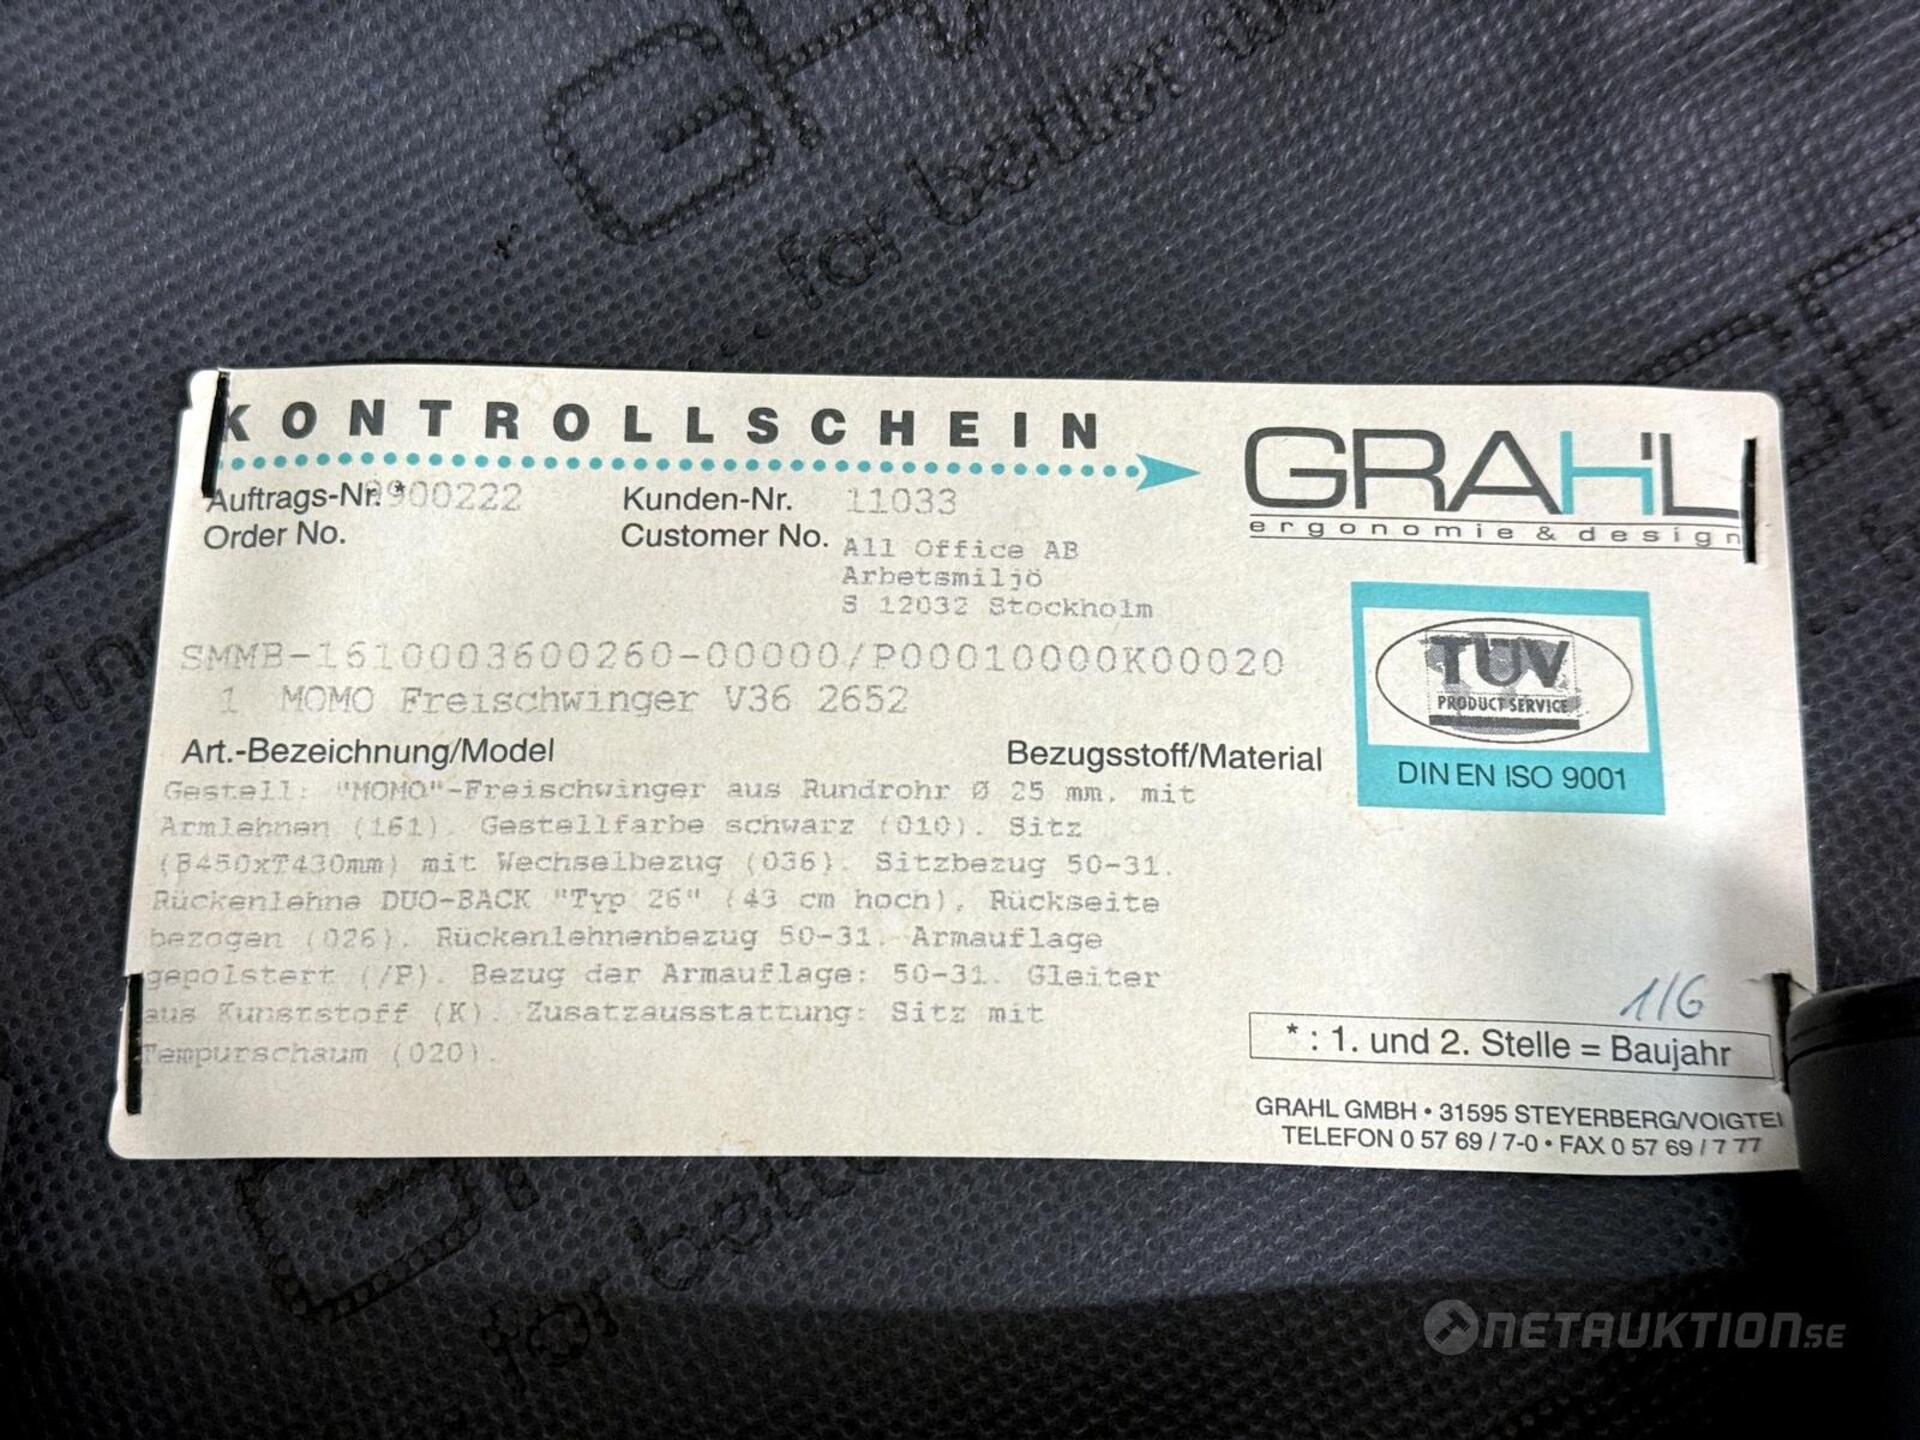 for better
KONTROLLSCHEIN
GRAHL
ergonomie & design
Auftrags-Nr.* 9900222
Order No.
Kunden-Nr. 11033
Customer No.
All Office AB
Arbetsmiljö
S 12032 Stockholm
SMMB-1610003600260-00000/P00010000K00020
1 MOMO Freischwinger V36 2652
TÜV
PRODUCT SERVICE
DIN EN ISO 9001
Art.-Bezeichnung/Model
Bezugsstoff/Material
Gestell: "MOMO"-Freischwinger aus Rundrohr Ø 25 mm, mit
Armlehnen (161). Gestellfarbe schwarz (010). Sitz
(B450xT430mm) mit Wechselbezug (036). Sitzbezug 50-31.
Rückenlehne DUO-BACK "Typ 26" (43 cm hoch), Rückseite
bezogen (026). Rückenlehnenbezug 50-31. Armauflage
gepolstert (/P). Bezug der Armauflage: 50-31. Gleiter
aus Kunststoff (K). Zusatzausstattung: Sitz mit
Tempurschaum (020).
1/6
* : 1. und 2. Stelle = Baujahr
GRAHL GMBH • 31595 STEYERBERG/VOIGTEI
TELEFON 0 57 69 / 7-0 • FAX 0 57 69 / 7 77
for
NETAUKTION.SE